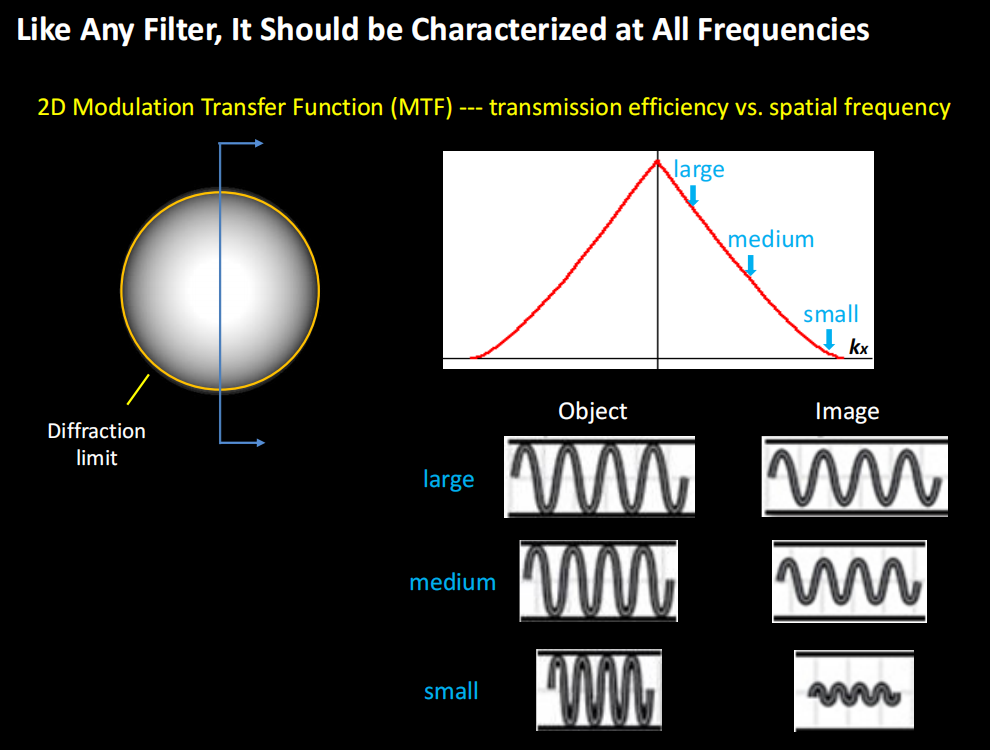 Like Any Filter, It Should be Characterized at All Frequencies
2D Modulation Transfer Function (MTF) --- transmission efficiency vs. spatial frequency
large
medium
small
kx
Diffraction
limit
Object
Image
large
medium
small